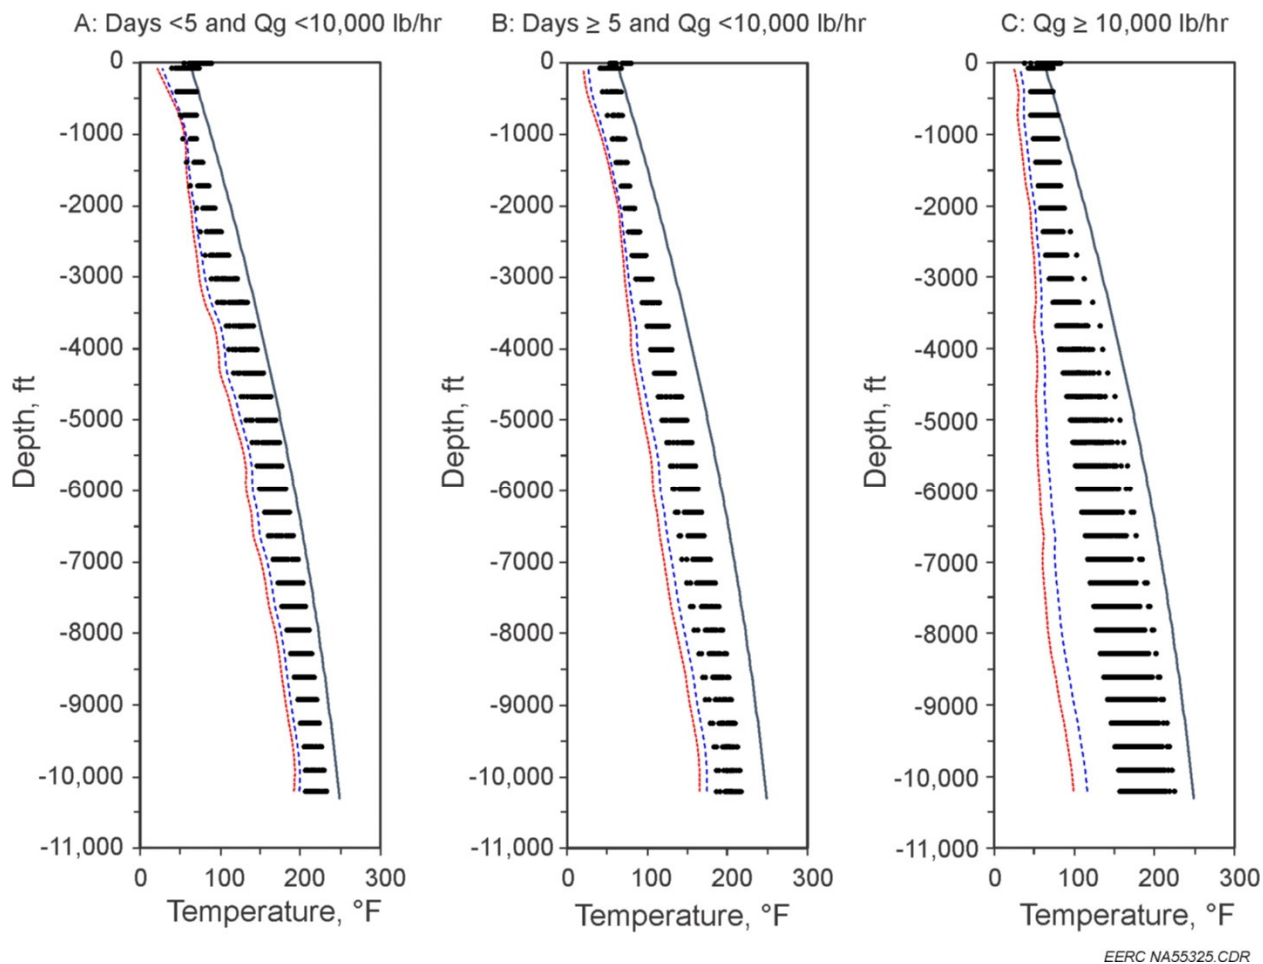 A: Days <5 and Qg <10,000 lb/hr
B: Days ≥ 5 and Qg <10,000 lb/hr
C: Qg ≥ 10,000 lb/hr
Depth, ft
0
-1000
-2000
-3000
-4000
-5000
-6000
-7000
-8000
-9000
-10,000
-11,000
0 100 200 300
Temperature, °F
Depth, ft
0
-1000
-2000
-3000
-4000
-5000
-6000
-7000
-8000
-9000
-10,000
-11,000
0 100 200 300
Temperature, °F
Depth, ft
0
-1000
-2000
-3000
-4000
-5000
-6000
-7000
-8000
-9000
-10,000
-11,000
0 100 200 300
Temperature, °F
EERC NA55325.CDR